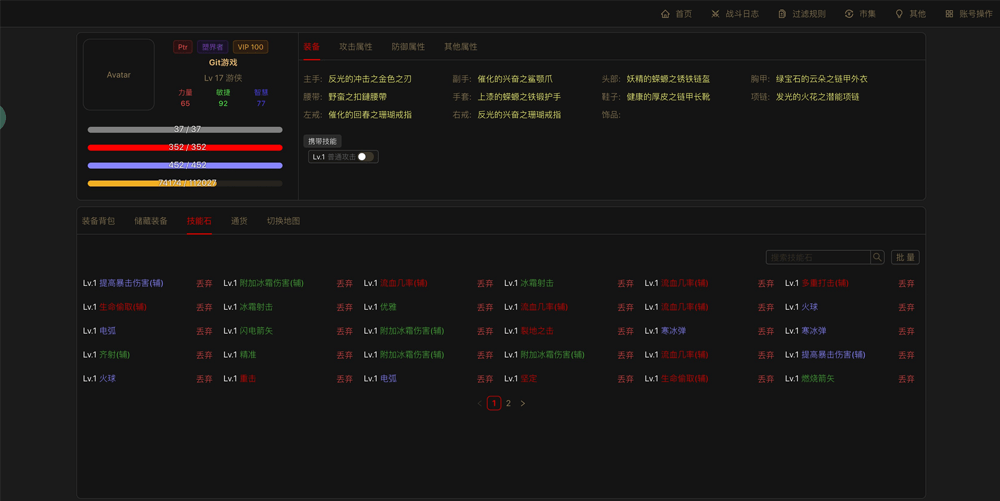 首页 战斗日志 过滤规则 市集 其他 账号操作
Avatar
Ptr 塑界者 VIP 100
Git游戏
Lv 17 游侠
力量 敏捷 智慧
65 92 77
37 / 37
352 / 352
452 / 452
74174 / 112027
装备 攻击属性 防御属性 其他属性
主手: 反光的冲击之金色之刃 副手: 催化的兴奋之鲨颚爪 头部: 妖精的蝾螈之锈铁链盔 胸甲: 绿宝石的云朵之链甲外衣
腰带: 野蛮之扣鏈腰帶 手套: 上漆的蝾螈之铁锻护手 鞋子: 健康的厚皮之链甲长靴 项链: 发光的火花之潜能项链
左戒: 催化的回春之珊瑚戒指 右戒: 反光的兴奋之珊瑚戒指 饰品:
携带技能
Lv.1 普通攻击
装备背包 储藏装备 技能石 通货 切换地图
搜索技能石 批 量
Lv.1 提高暴击伤害(辅) 丢弃 Lv.1 附加冰霜伤害(辅) 丢弃 Lv.1 流血几率(辅) 丢弃 Lv.1 冰霜射击 丢弃 Lv.1 流血几率(辅) 丢弃 Lv.1 多重打击(辅) 丢弃
Lv.1 生命偷取(辅) 丢弃 Lv.1 冰霜射击 丢弃 Lv.1 优雅 丢弃 Lv.1 流血几率(辅) 丢弃 Lv.1 流血几率(辅) 丢弃 Lv.1 火球 丢弃
Lv.1 电弧 丢弃 Lv.1 闪电箭矢 丢弃 Lv.1 附加冰霜伤害(辅) 丢弃 Lv.1 裂地之击 丢弃 Lv.1 寒冰弹 丢弃 Lv.1 寒冰弹 丢弃
Lv.1 齐射(辅) 丢弃 Lv.1 精准 丢弃 Lv.1 附加冰霜伤害(辅) 丢弃 Lv.1 附加冰霜伤害(辅) 丢弃 Lv.1 流血几率(辅) 丢弃 Lv.1 提高暴击伤害(辅) 丢弃
Lv.1 火球 丢弃 Lv.1 重击 丢弃 Lv.1 电弧 丢弃 Lv.1 坚定 丢弃 Lv.1 生命偷取(辅) 丢弃 Lv.1 燃烧箭矢 丢弃
< 1 2 >